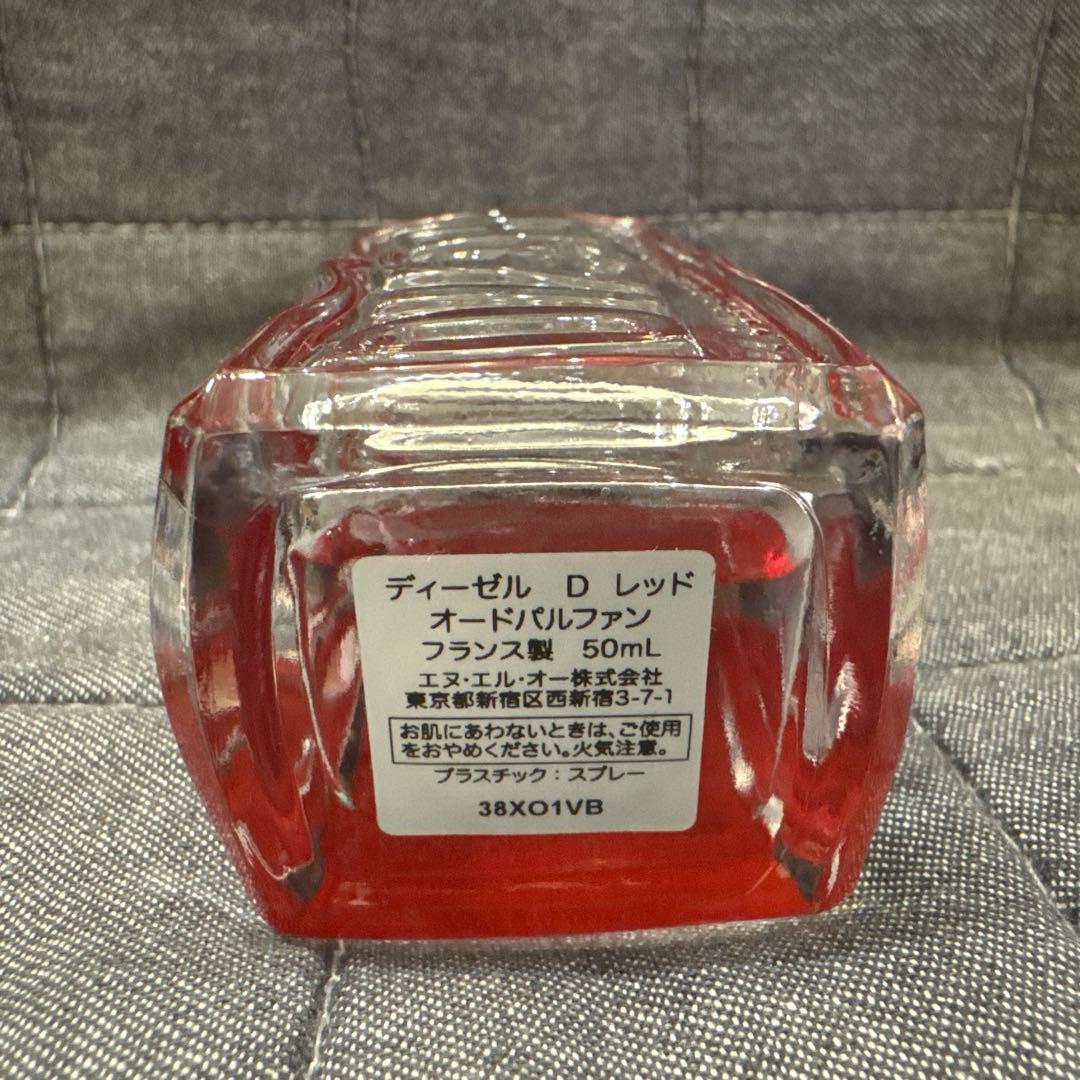 ディーゼル D レッド
オードパルファン
フランス製 50mL
エヌ・エル・オー株式会社
東京都新宿区西新宿3-7-1
お肌にあわないときは、ご使用
をおやめください。火気注意。
プラスチック：スプレー
38XO1VB